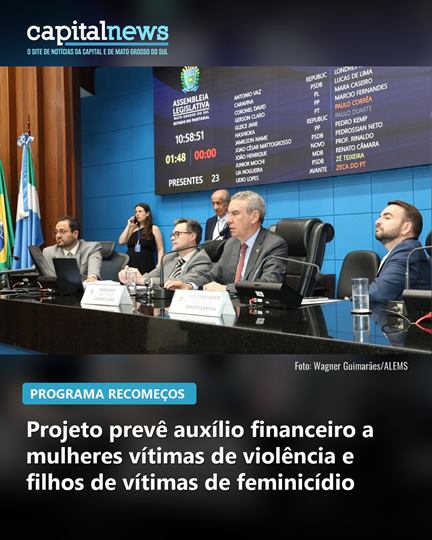 capitalnews
O SITE DE NOTÍCIAS DA CAPITAL E DE MATO GROSSO DO SUL
ASSEMBLEIA
LEGISLATIVA
MATO GROSSO DO SUL
10:58:51
01:48 00:00
PRESENTES 23
ANTONIO VAZ REPUBLIC
CARAVINA PSDB
CORONEL DAVID PL
GERSON CLARO PP
GLEICE JANE PT
HASHIOKA
JAMILSON NAME PSDB
JOÃO CÉSAR MATTOGROSSO PSDB
JOÃO HENRIQUE NOVO
JUNIOR MOCHI MDB
LIA NOGUEIRA PSDB
LIDIO LOPES AVANTE
LONDRES
LUCAS DE LIMA
MARA CASEIRO
MARCIO FERNANDES
PAULO CORRÊA
PAULO DUARTE
PEDRO KEMP
PEDROSSIAN NETO
PROF. RINALDO
RENATO CÂMARA
ZÉ TEIXEIRA
ZECA DO PT
Foto: Wagner Guimarães/ALEMS
PROGRAMA RECOMEÇOS
Projeto prevê auxílio financeiro a
mulheres vítimas de violência e
filhos de vítimas de feminicídio